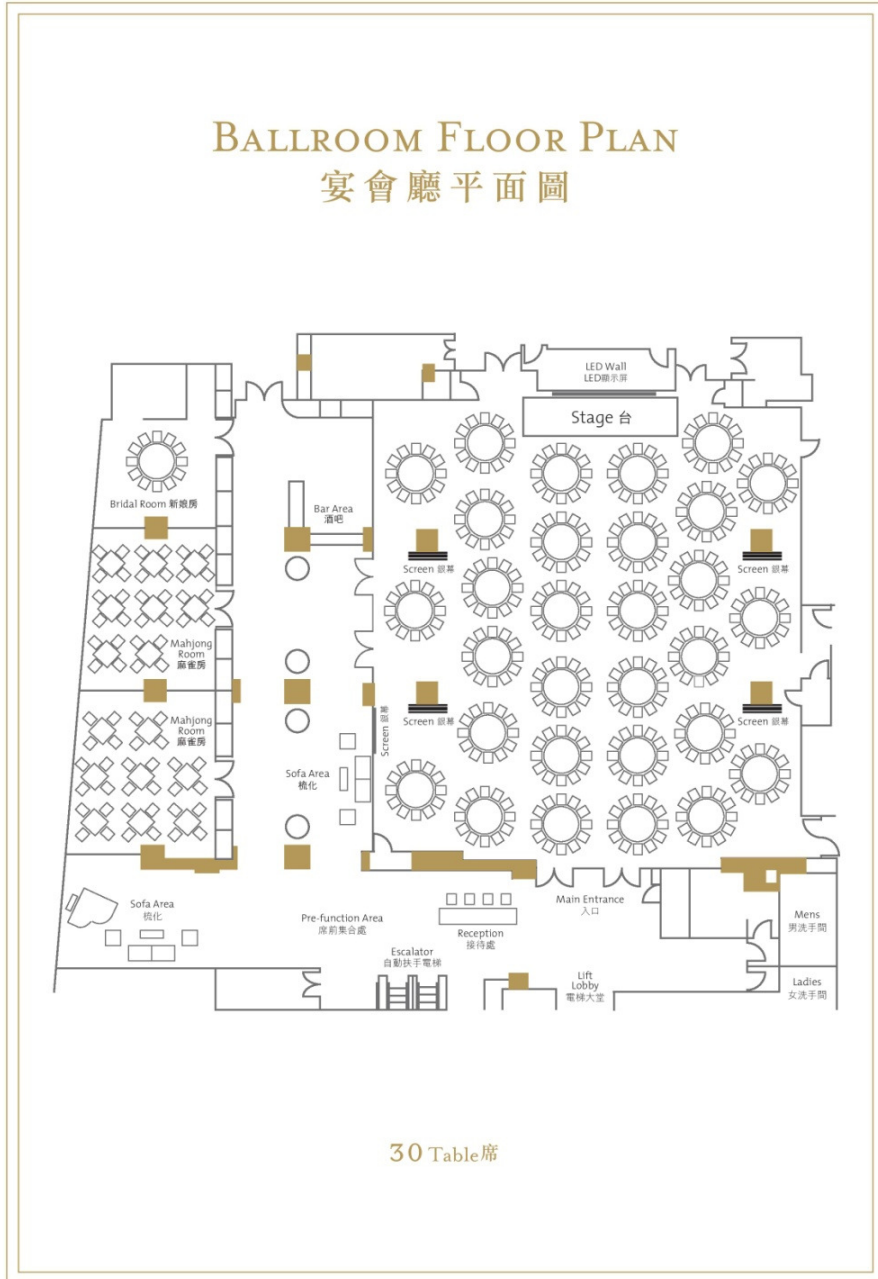 BALLROOM FLOOR PLAN
宴會廳平面圖
LED Wall
LED顯示屏
Stage 台
Bridal Room 新娘房
Bar Area
酒吧
Screen 銀幕
Screen 銀幕
Mahjong
Room
麻雀房
Mahjong
Room
麻雀房
Screen 銀幕
Screen 銀幕
Screen 銀幕
Sofa Area
梳化
Sofa Area
梳化
Pre-function Area
席前集合處
Reception
接待處
Main Entrance
入口
Mens
男洗手間
Escalator
自動扶手電梯
Lift
Lobby
電梯大堂
Ladies
女洗手間
30 Table席